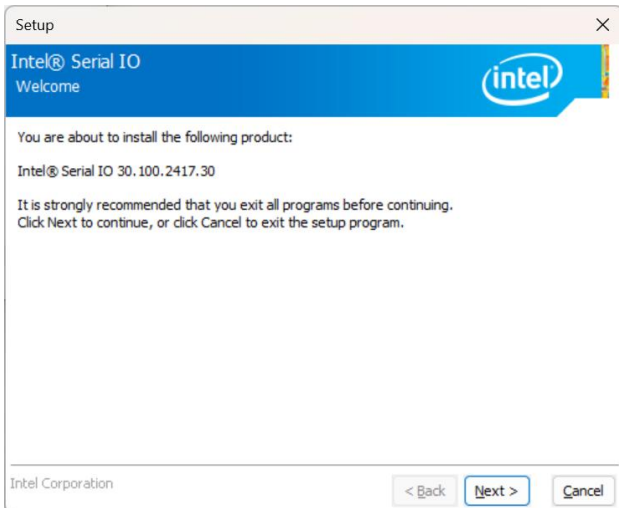 Setup
Intel® Serial IO
Welcome
intel
You are about to install the following product:
Intel® Serial IO 30.100.2417.30
It is strongly recommended that you exit all programs before continuing.
Click Next to continue, or click Cancel to exit the setup program.
Intel Corporation
< Back
Next >
Cancel